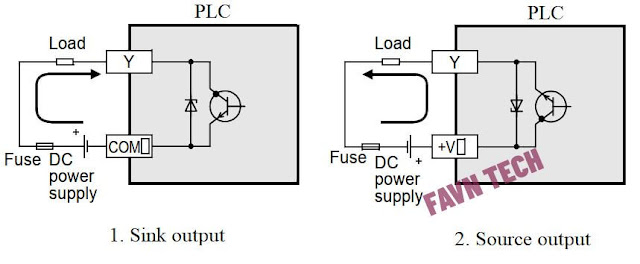 PLC
Load
Y
+
COM
Fuse
DC
power
supply
1. Sink output
PLC
Load
Y
+
+V
Fuse
DC
power
supply
FAVN TECH
2. Source output